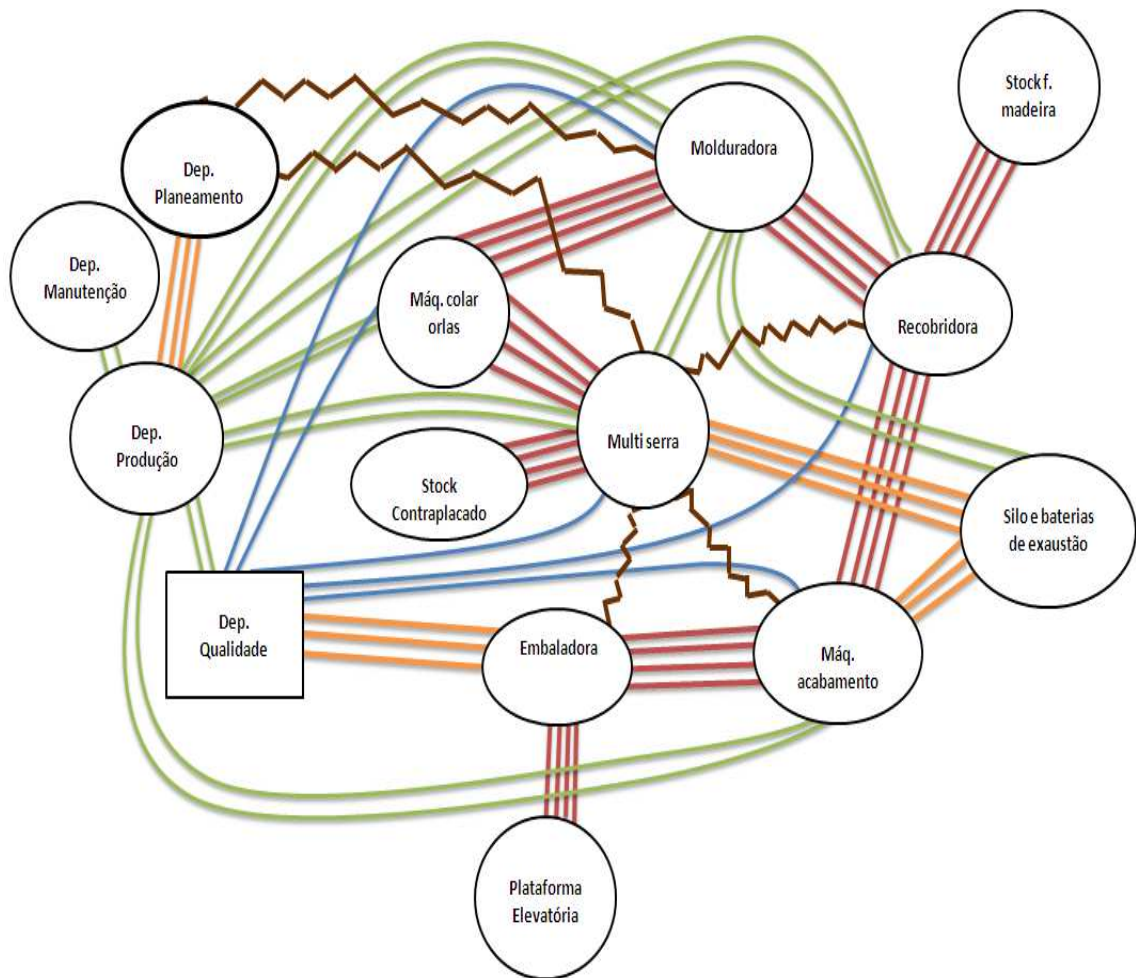 Stock f.
madeira
Molduradora
Dep.
Planeamento
Dep.
Manutenção
Máq. colar
orlas
Recobridora
Dep.
Produção
Multi serra
Stock
Contraplacado
Silo e baterias
de exaustão
Dep.
Qualidade
Embaladora
Máq.
acabamento
Plataforma
Elevatória